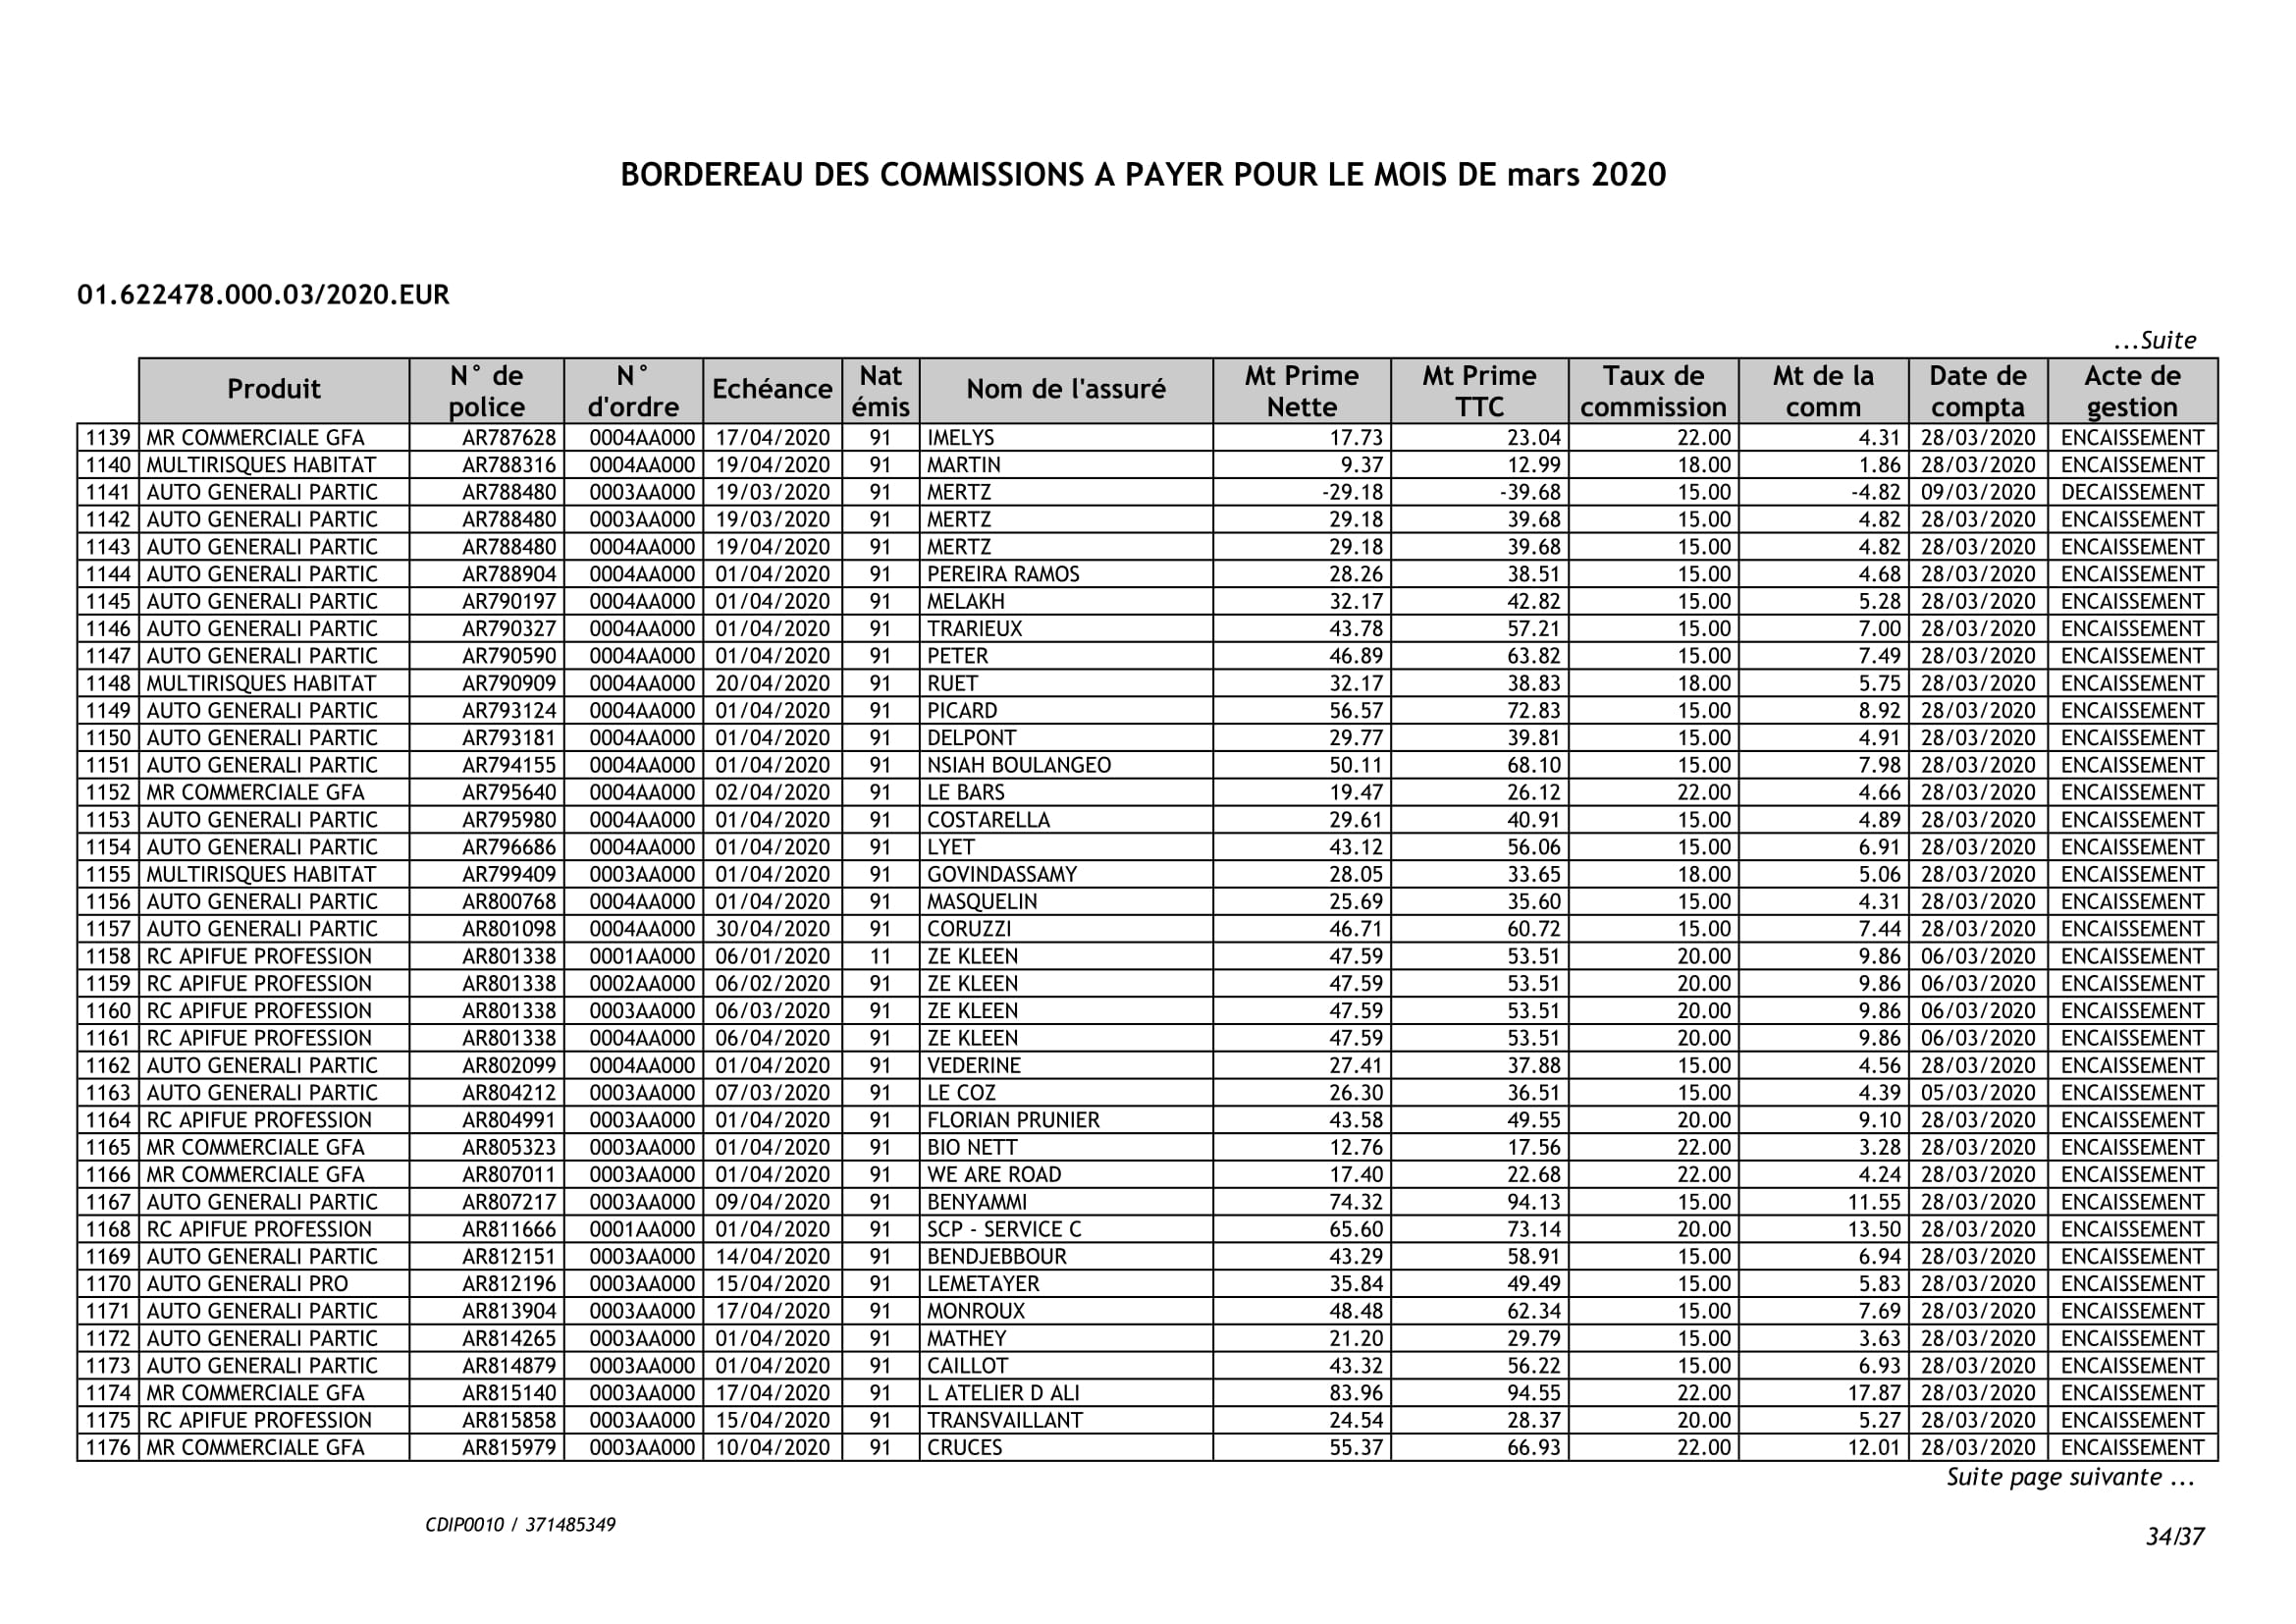 BORDEREAU DES COMMISSIONS A PAYER POUR LE MOIS DE mars 2020
01.622478.000.03/2020.EUR
...Suite
Produit N° de police N° d'ordre Echéance Nat émis Nom de l'assuré Mt Prime Nette Mt Prime TTC Taux de commission Mt de la comm Date de compta Acte de gestion
1139 MR COMMERCIALE GFA AR787628 0004AA000 17/04/2020 91 IMELYS 17.73 23.04 22.00 4.31 28/03/2020 ENCAISSEMENT
1140 MULTIRISQUES HABITAT AR788316 0004AA000 19/04/2020 91 MARTIN 9.37 12.99 18.00 1.86 28/03/2020 ENCAISSEMENT
1141 AUTO GENERALI PARTIC AR788480 0003AA000 19/03/2020 91 MERTZ -29.18 -39.68 15.00 -4.82 09/03/2020 DECAISSEMENT
1142 AUTO GENERALI PARTIC AR788480 0003AA000 19/03/2020 91 MERTZ 29.18 39.68 15.00 4.82 28/03/2020 ENCAISSEMENT
1143 AUTO GENERALI PARTIC AR788480 0004AA000 19/04/2020 91 MERTZ 29.18 39.68 15.00 4.82 28/03/2020 ENCAISSEMENT
1144 AUTO GENERALI PARTIC AR788904 0004AA000 01/04/2020 91 PEREIRA RAMOS 28.26 38.51 15.00 4.68 28/03/2020 ENCAISSEMENT
1145 AUTO GENERALI PARTIC AR790197 0004AA000 01/04/2020 91 MELAKH 32.17 42.82 15.00 5.28 28/03/2020 ENCAISSEMENT
1146 AUTO GENERALI PARTIC AR790327 0004AA000 01/04/2020 91 TRARIEUX 43.78 57.21 15.00 7.00 28/03/2020 ENCAISSEMENT
1147 AUTO GENERALI PARTIC AR790590 0004AA000 01/04/2020 91 PETER 46.89 63.82 15.00 7.49 28/03/2020 ENCAISSEMENT
1148 MULTIRISQUES HABITAT AR790909 0004AA000 20/04/2020 91 RUET 32.17 38.83 18.00 5.75 28/03/2020 ENCAISSEMENT
1149 AUTO GENERALI PARTIC AR793124 0004AA000 01/04/2020 91 PICARD 56.57 72.83 15.00 8.92 28/03/2020 ENCAISSEMENT
1150 AUTO GENERALI PARTIC AR793181 0004AA000 01/04/2020 91 DELPONT 29.77 39.81 15.00 4.91 28/03/2020 ENCAISSEMENT
1151 AUTO GENERALI PARTIC AR794155 0004AA000 01/04/2020 91 NSIAH BOULANGEO 50.11 68.10 15.00 7.98 28/03/2020 ENCAISSEMENT
1152 MR COMMERCIALE GFA AR795640 0004AA000 02/04/2020 91 LE BARS 19.47 26.12 22.00 4.66 28/03/2020 ENCAISSEMENT
1153 AUTO GENERALI PARTIC AR795980 0004AA000 01/04/2020 91 COSTARELLA 29.61 40.91 15.00 4.89 28/03/2020 ENCAISSEMENT
1154 AUTO GENERALI PARTIC AR796686 0004AA000 01/04/2020 91 LYET 43.12 56.06 15.00 6.91 28/03/2020 ENCAISSEMENT
1155 MULTIRISQUES HABITAT AR799409 0003AA000 01/04/2020 91 GOVINDASSAMY 28.05 33.65 18.00 5.06 28/03/2020 ENCAISSEMENT
1156 AUTO GENERALI PARTIC AR800768 0004AA000 01/04/2020 91 MASQUELIN 25.69 35.60 15.00 4.31 28/03/2020 ENCAISSEMENT
1157 AUTO GENERALI PARTIC AR801098 0004AA000 30/04/2020 91 CORUZZI 46.71 60.72 15.00 7.44 28/03/2020 ENCAISSEMENT
1158 RC APIFUE PROFESSION AR801338 0001AA000 06/01/2020 11 ZE KLEEN 47.59 53.51 20.00 9.86 06/03/2020 ENCAISSEMENT
1159 RC APIFUE PROFESSION AR801338 0002AA000 06/02/2020 91 ZE KLEEN 47.59 53.51 20.00 9.86 06/03/2020 ENCAISSEMENT
1160 RC APIFUE PROFESSION AR801338 0003AA000 06/03/2020 91 ZE KLEEN 47.59 53.51 20.00 9.86 06/03/2020 ENCAISSEMENT
1161 RC APIFUE PROFESSION AR801338 0004AA000 06/04/2020 91 ZE KLEEN 47.59 53.51 20.00 9.86 06/03/2020 ENCAISSEMENT
1162 AUTO GENERALI PARTIC AR802099 0004AA000 01/04/2020 91 VEDERINE 27.41 37.88 15.00 4.56 28/03/2020 ENCAISSEMENT
1163 AUTO GENERALI PARTIC AR804212 0003AA000 07/03/2020 91 LE COZ 26.30 36.51 15.00 4.39 05/03/2020 ENCAISSEMENT
1164 RC APIFUE PROFESSION AR804991 0003AA000 01/04/2020 91 FLORIAN PRUNIER 43.58 49.55 20.00 9.10 28/03/2020 ENCAISSEMENT
1165 MR COMMERCIALE GFA AR805323 0003AA000 01/04/2020 91 BIO NETT 12.76 17.56 22.00 3.28 28/03/2020 ENCAISSEMENT
1166 MR COMMERCIALE GFA AR807011 0003AA000 01/04/2020 91 WE ARE ROAD 17.40 22.68 22.00 4.24 28/03/2020 ENCAISSEMENT
1167 AUTO GENERALI PARTIC AR807217 0003AA000 09/04/2020 91 BENYAMMI 74.32 94.13 15.00 11.55 28/03/2020 ENCAISSEMENT
1168 RC APIFUE PROFESSION AR811666 0001AA000 01/04/2020 91 SCP - SERVICE C 65.60 73.14 20.00 13.50 28/03/2020 ENCAISSEMENT
1169 AUTO GENERALI PARTIC AR812151 0003AA000 14/04/2020 91 BENDJEBBOUR 43.29 58.91 15.00 6.94 28/03/2020 ENCAISSEMENT
1170 AUTO GENERALI PRO AR812196 0003AA000 15/04/2020 91 LEMETAYER 35.84 49.49 15.00 5.83 28/03/2020 ENCAISSEMENT
1171 AUTO GENERALI PARTIC AR813904 0003AA000 17/04/2020 91 MONROUX 48.48 62.34 15.00 7.69 28/03/2020 ENCAISSEMENT
1172 AUTO GENERALI PARTIC AR814265 0003AA000 01/04/2020 91 MATHEY 21.20 29.79 15.00 3.63 28/03/2020 ENCAISSEMENT
1173 AUTO GENERALI PARTIC AR814879 0003AA000 01/04/2020 91 CAILLOT 43.32 56.22 15.00 6.93 28/03/2020 ENCAISSEMENT
1174 MR COMMERCIALE GFA AR815140 0003AA000 17/04/2020 91 L ATELIER D ALI 83.96 94.55 22.00 17.87 28/03/2020 ENCAISSEMENT
1175 RC APIFUE PROFESSION AR815858 0003AA000 15/04/2020 91 TRANSVAILLANT 24.54 28.37 20.00 5.27 28/03/2020 ENCAISSEMENT
1176 MR COMMERCIALE GFA AR815979 0003AA000 10/04/2020 91 CRUCES 55.37 66.93 22.00 12.01 28/03/2020 ENCAISSEMENT
Suite page suivante ...
CDIP0010 / 371485349
34/37